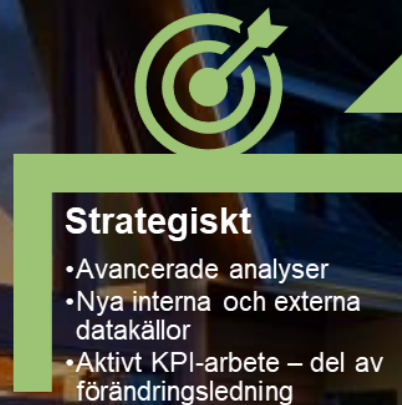 Strategiskt
•Avancerade analyser
•Nya interna och externa
datakällor
•Aktivt KPI-arbete – del av
förändringsledning